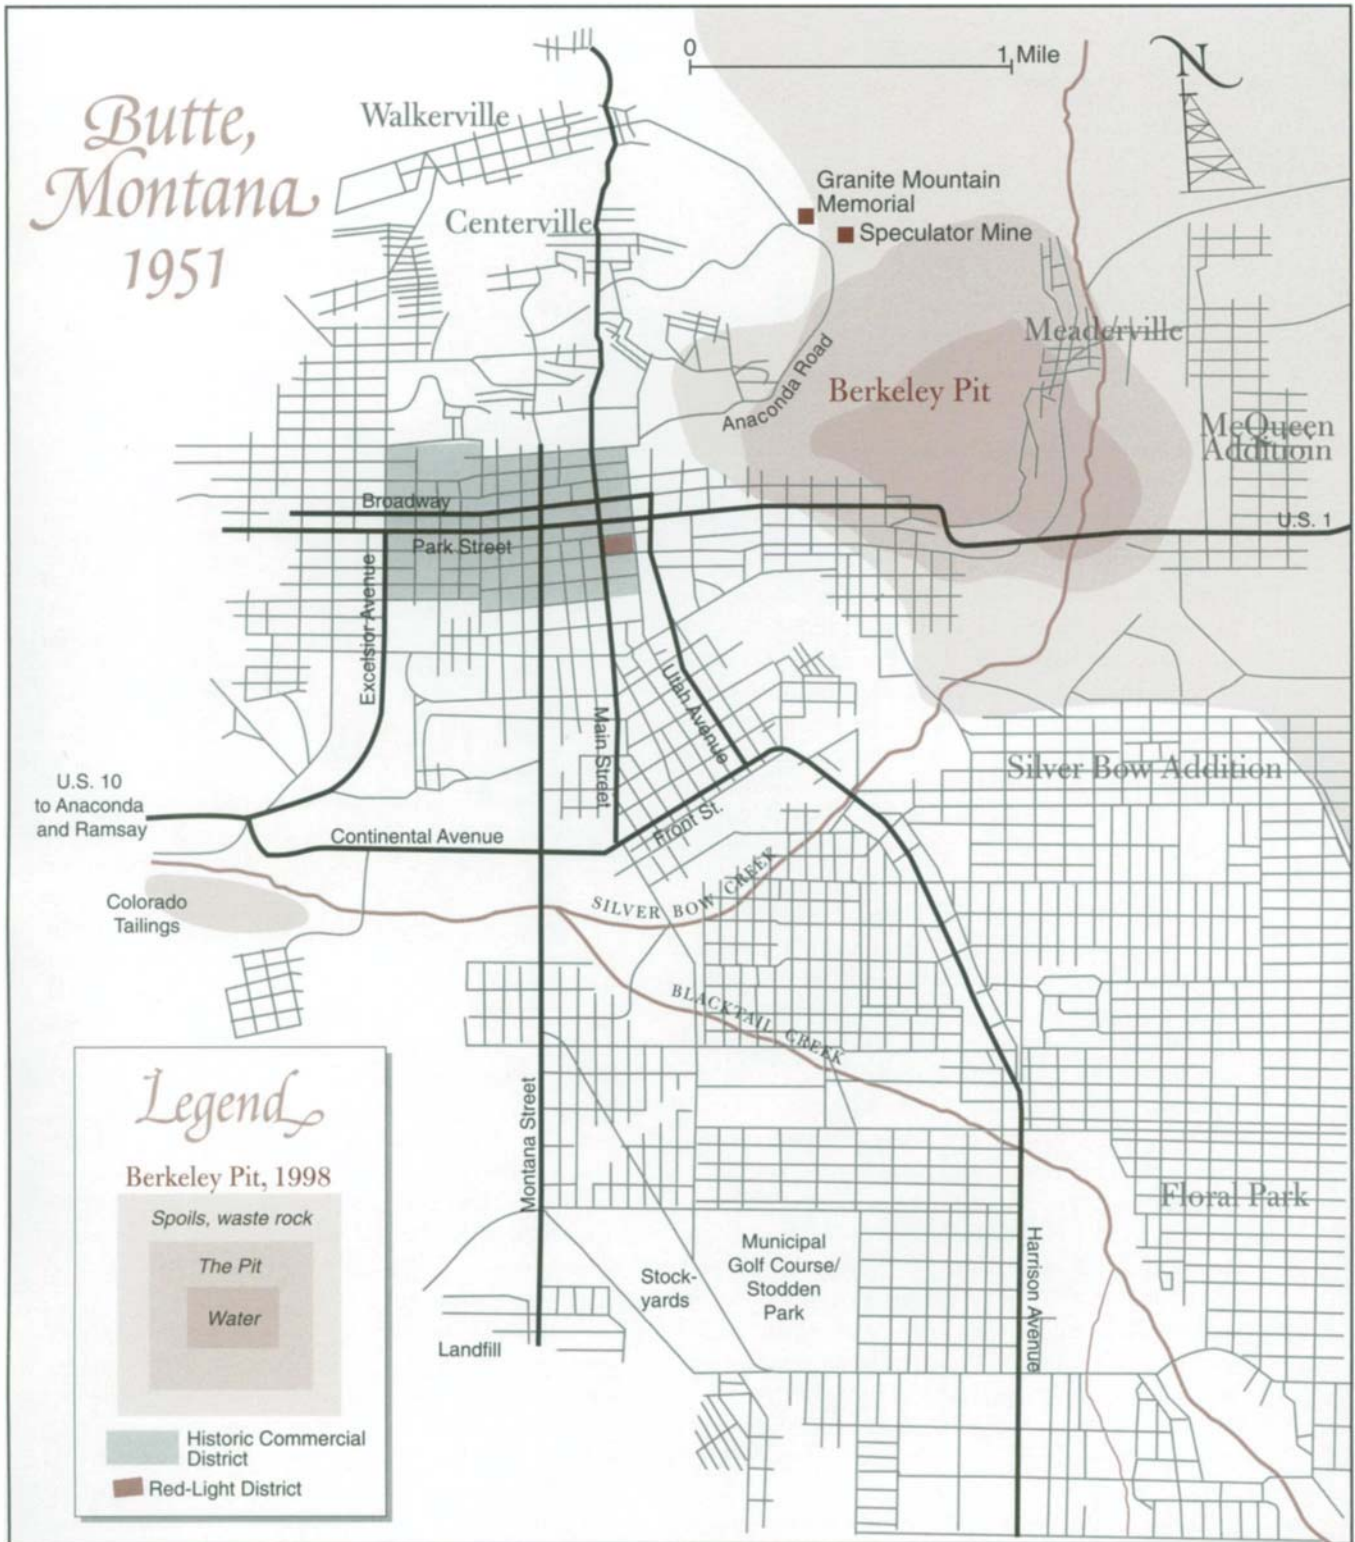 Butte,
Montana
1951
0
1 Mile
N
Walkerville
Centerville
Granite Mountain
Memorial
Speculator Mine
Meaderville
Anaconda Road
Berkeley Pit
McQueen
Addittioin
Broadway
Park Street
U.S. 1
Excelsior Avenue
Utah Avenue
Main Street
Silver Bow Addition
U.S. 10
to Anaconda
and Ramsay
Continental Avenue
Front St.
SILVER BOW CREEK
Colorado
Tailings
BLACKTAIL CREEK
Montana Street
Floral Park
Harrison Avenue
Municipal
Golf Course/
Stodden
Park
Stock-
yards
Landfill
Legend
Berkeley Pit, 1998
Spoils, waste rock
The Pit
Water
Historic Commercial
District
Red-Light District